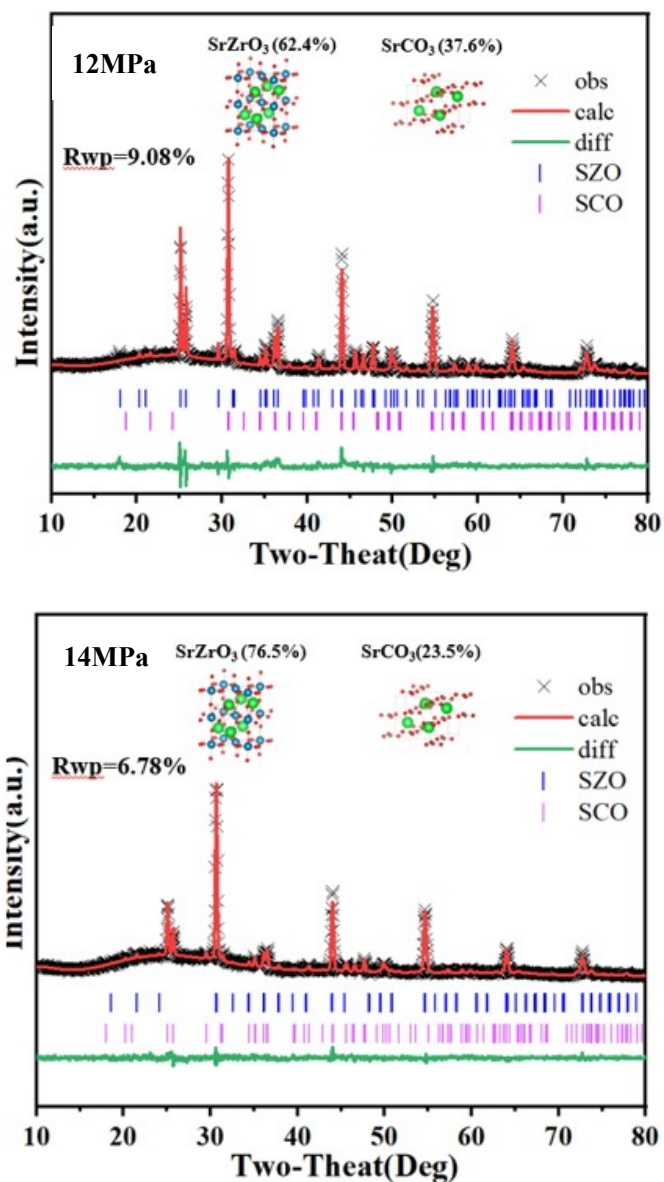 SrZrO3 (62.4%) SrCO3 (37.6%)
12MPa
obs
calc
Rwp=9.08%
diff
SZO
SCO
Intensity(a.u.)
10 20 30 40 50 60 70 80
Two-Theat(Deg)
14MPa SrZrO3 (76.5%) SrCO3(23.5%)
obs
calc
diff
Rwp=6.78%
SZO
SCO
Intensity(a.u.)
10 20 30 40 50 60 70 80
Two-Theat(Deg)